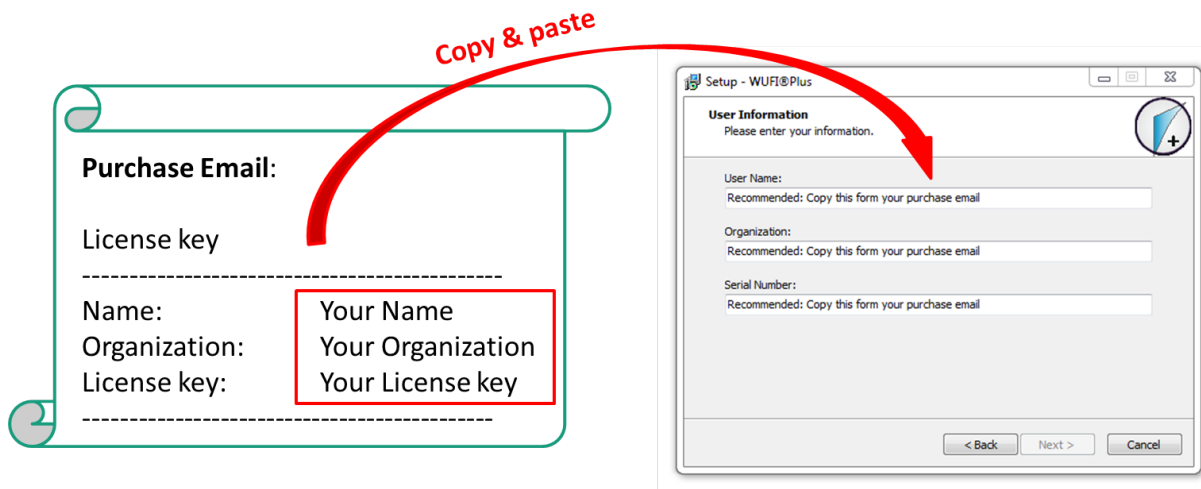 Copy & paste
Purchase Email:
License key
---------------------------------------------
Name: Your Name
Organization: Your Organization
License key: Your License key
--------------------------------------------
Setup - WUFI®Plus
User Information
Please enter your information.
User Name:
Recommended: Copy this form your purchase email
Organization:
Recommended: Copy this form your purchase email
Serial Number:
Recommended: Copy this form your purchase email
< Back Next > Cancel